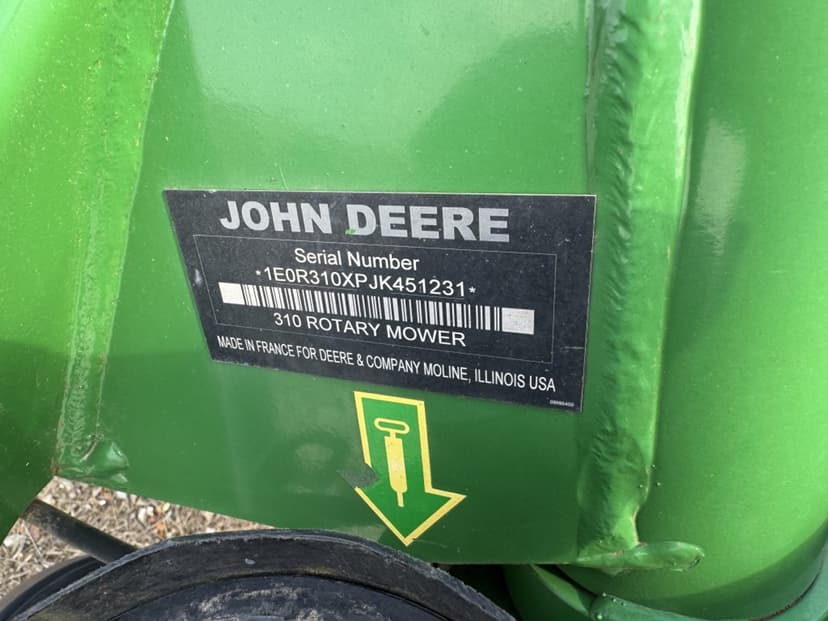 JOHN DEERE
Serial Number
*1E0R310XPJK451231*
310 ROTARY MOWER
MADE IN FRANCE FOR DEERE & COMPANY MOLINE, ILLINOIS USA